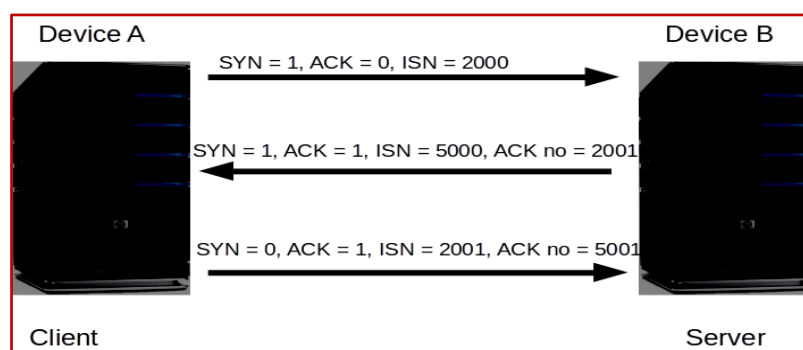 Device A
Device B
SYN = 1, ACK = 0, ISN = 2000
SYN = 1, ACK = 1, ISN = 5000, ACK no = 2001
SYN = 0, ACK = 1, ISN = 2001, ACK no = 5001
Client
Server